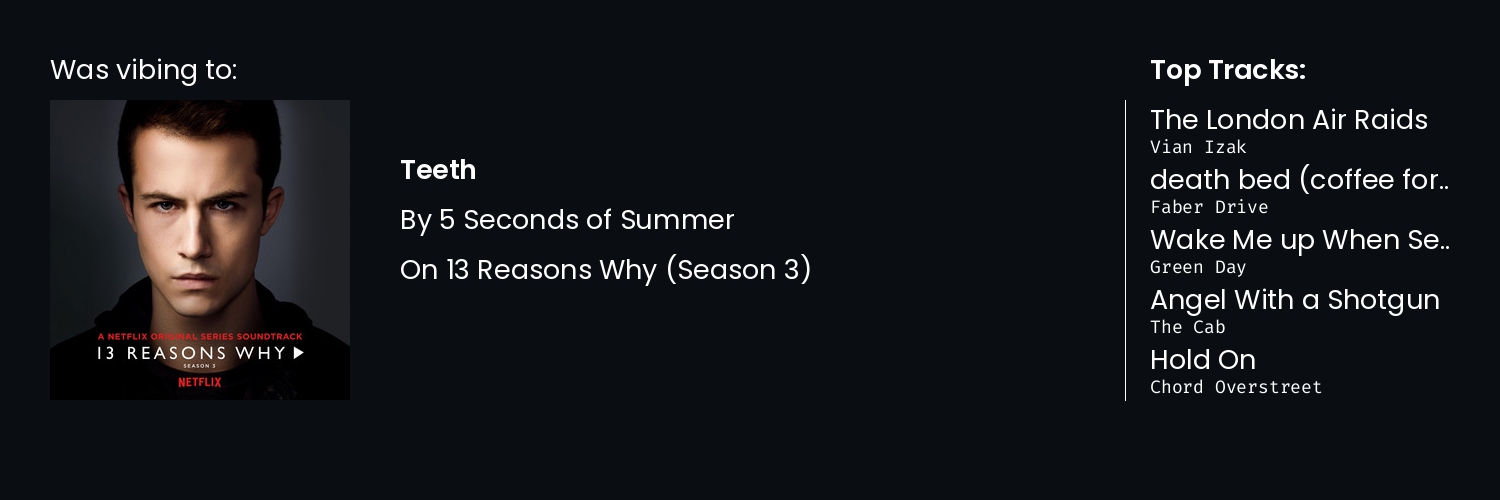 Was vibing to:
A NETFLIX ORIGINAL SERIES SOUNDTRACK
13 REASONS WHY
SEASON 3
NETFLIX
Teeth
By 5 Seconds of Summer
On 13 Reasons Why (Season 3)
Top Tracks:
The London Air Raids
Vian Izak
death bed (coffee for..
Faber Drive
Wake Me up When Se..
Green Day
Angel With a Shotgun
The Cab
Hold On
Chord Overstreet